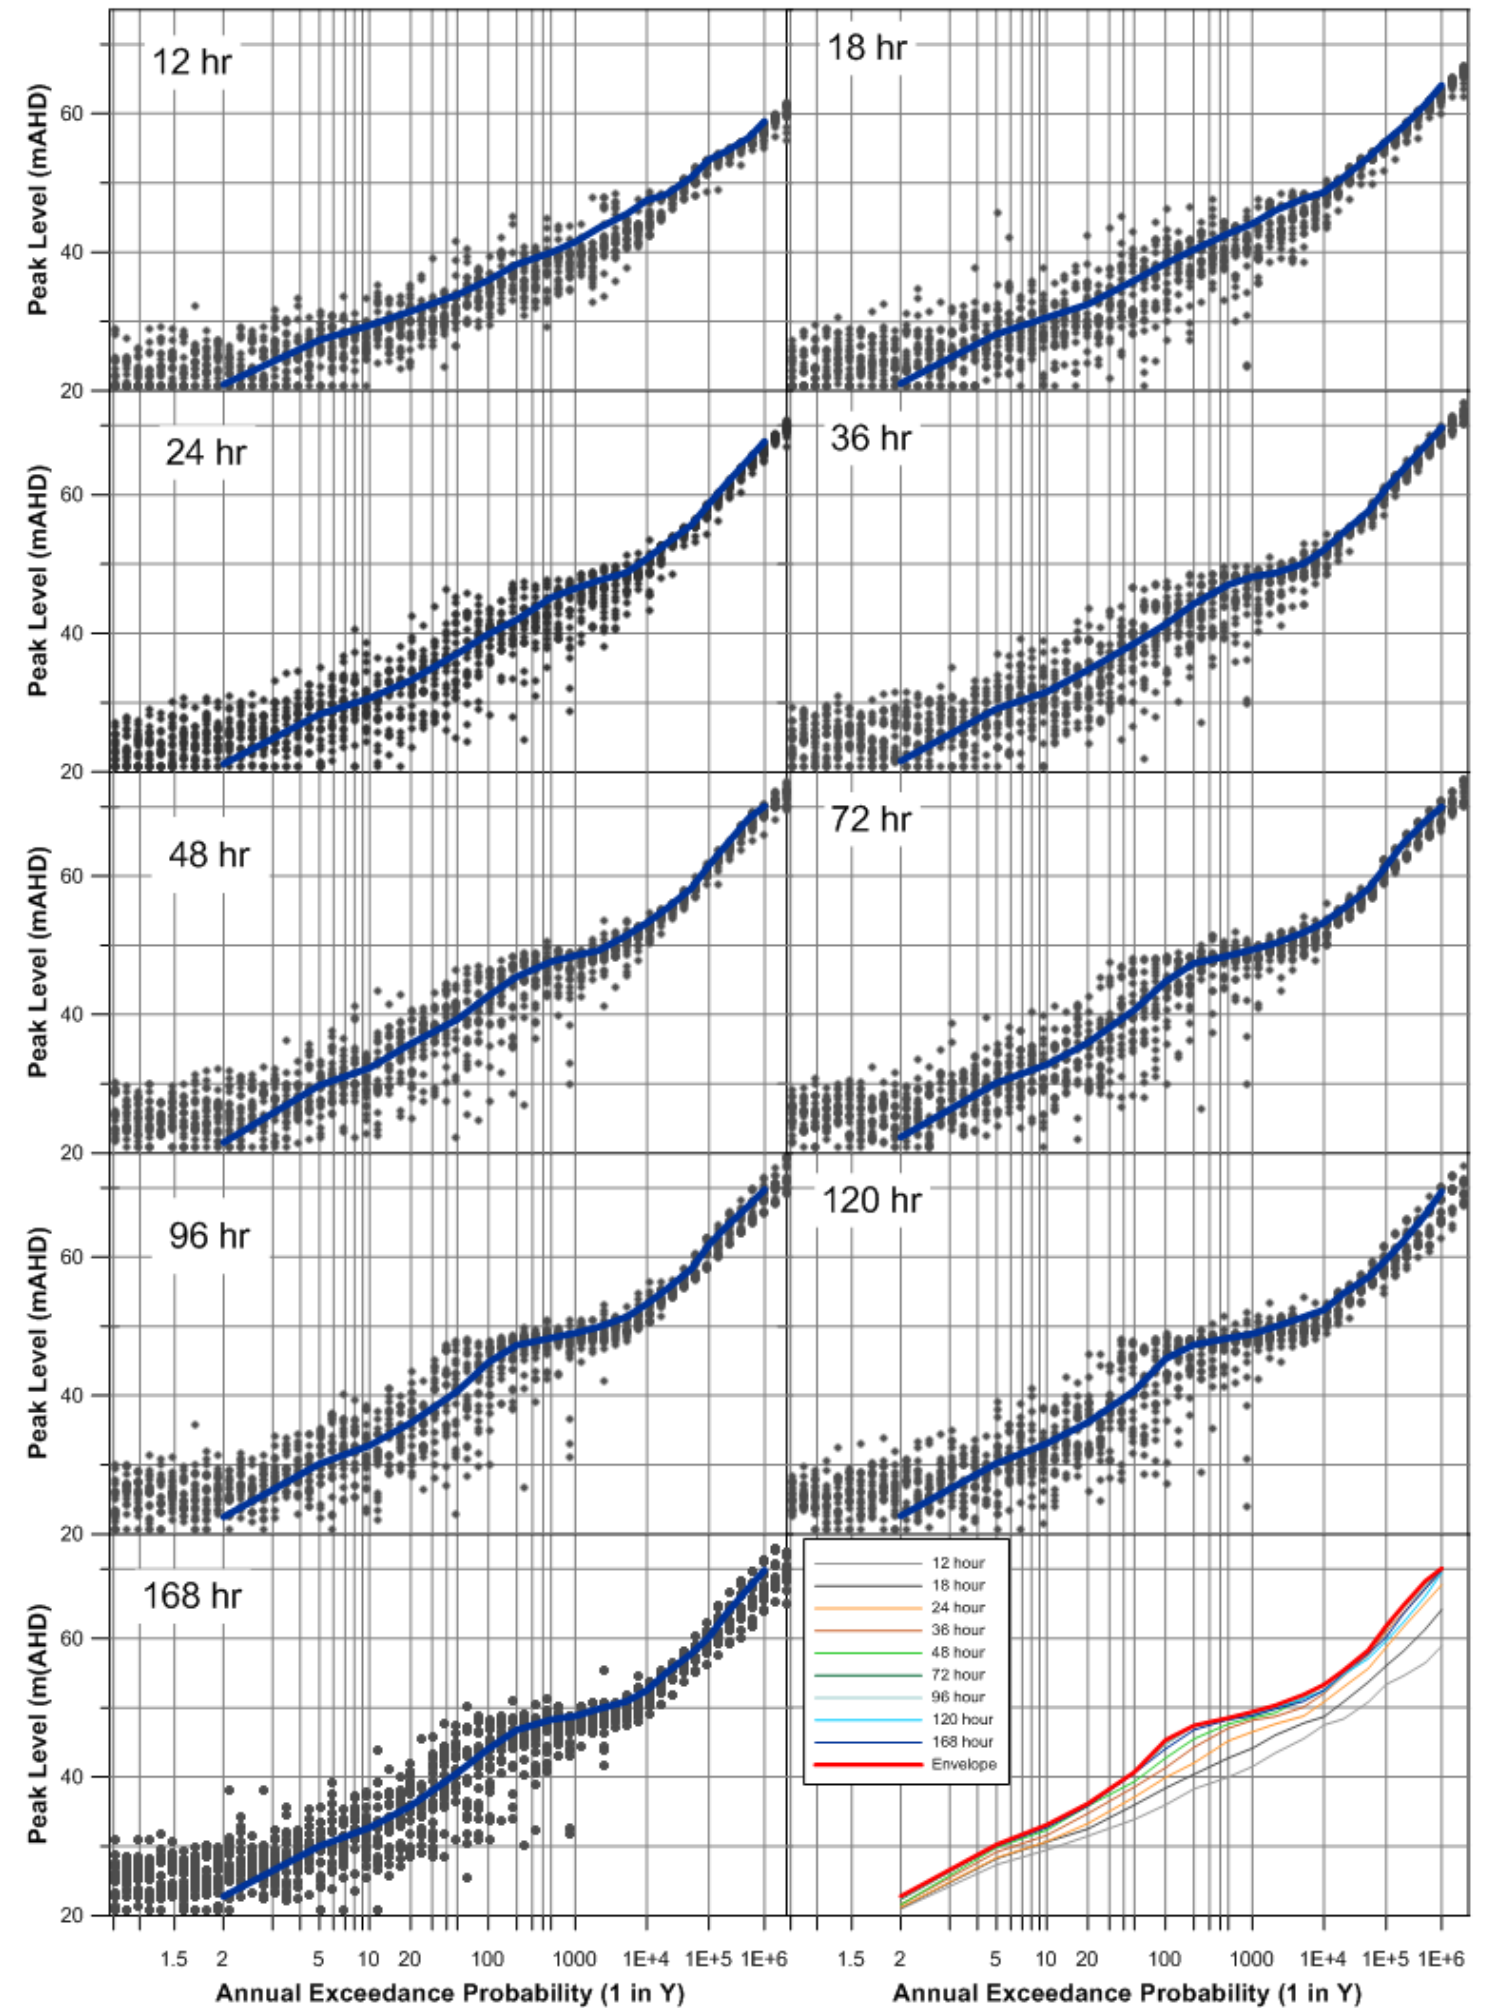 12 hr
18 hr
Peak Level (mAHD)
60
40
20
24 hr
36 hr
Peak Level (mAHD)
60
40
20
48 hr
72 hr
Peak Level (mAHD)
60
40
20
96 hr
120 hr
Peak Level (mAHD)
60
40
20
168 hr
Peak Level (m(AHD)
60
40
20
12 hour
18 hour
24 hour
36 hour
48 hour
72 hour
96 hour
120 hour
168 hour
Envelope
1.5 2 5 10 20 100 1000 1E+4 1E+5 1E+6
1.5 2 5 10 20 100 1000 1E+4 1E+5 1E+6
Annual Exceedance Probability (1 in Y)
Annual Exceedance Probability (1 in Y)